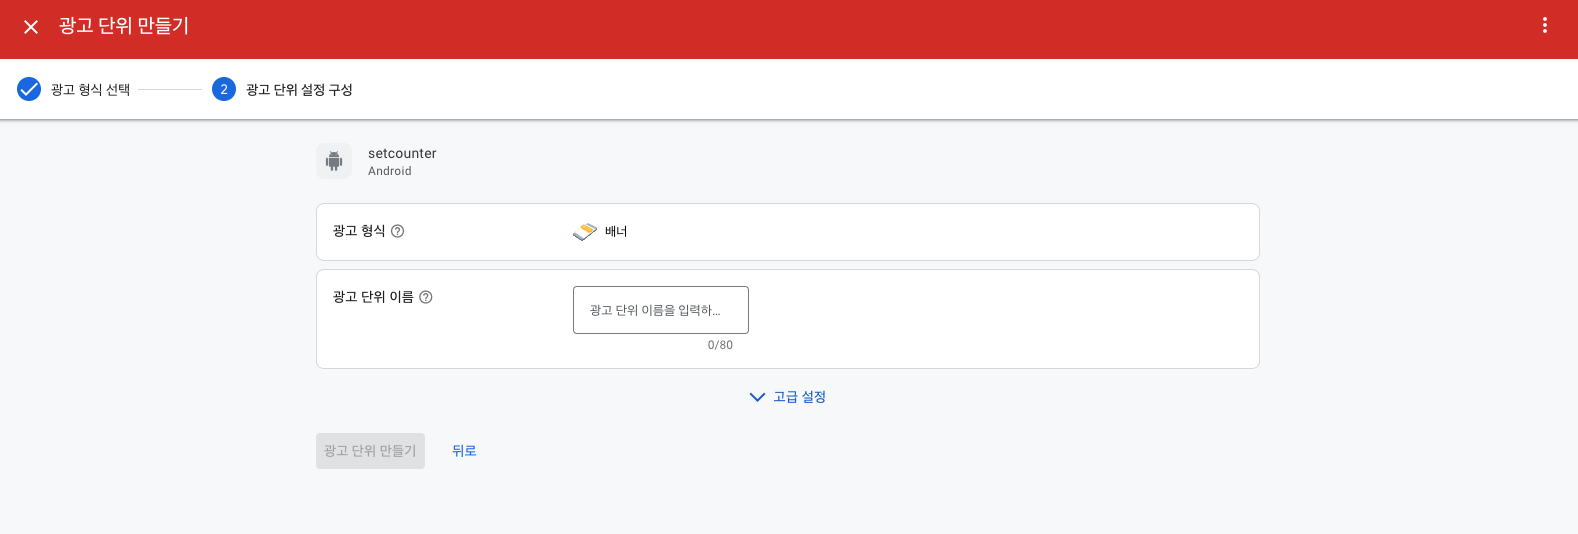 광고 단위 만들기
광고 형식 선택
2 광고 단위 설정 구성
setcounter
Android
광고 형식
배너
광고 단위 이름
광고 단위 이름을 입력하...
0/80
고급 설정
광고 단위 만들기
뒤로